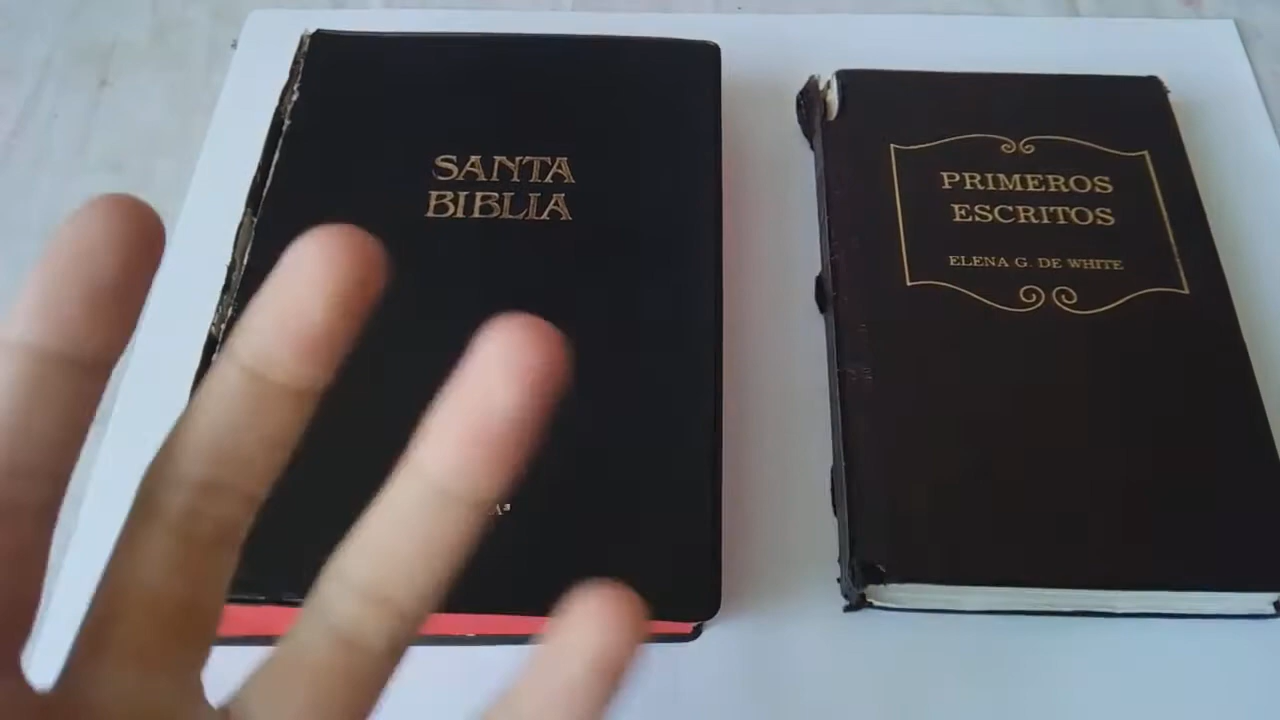 SANTA
BIBLIA
PRIMEROS
ESCRITOS
ELENA G. DE WHITE